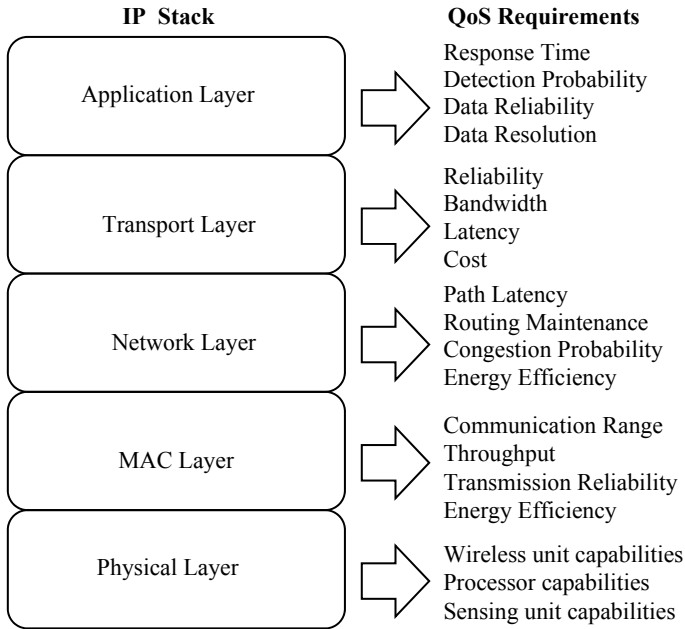 IP Stack
QoS Requirements
Application Layer
Response Time
Detection Probability
Data Reliability
Data Resolution
Transport Layer
Reliability
Bandwidth
Latency
Cost
Network Layer
Path Latency
Routing Maintenance
Congestion Probability
Energy Efficiency
MAC Layer
Communication Range
Throughput
Transmission Reliability
Energy Efficiency
Physical Layer
Wireless unit capabilities
Processor capabilities
Sensing unit capabilities